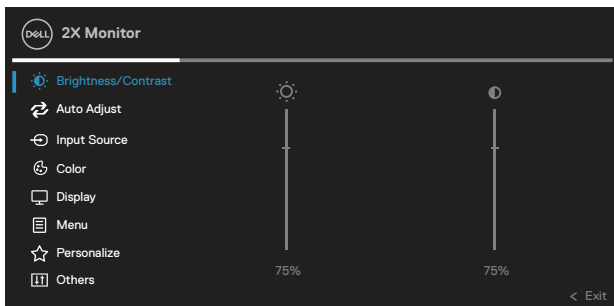 DELL 2X Monitor
Brightness/Contrast
Auto Adjust
Input Source
Color
Display
Menu
Personalize
Others
75% 75%
< Exit